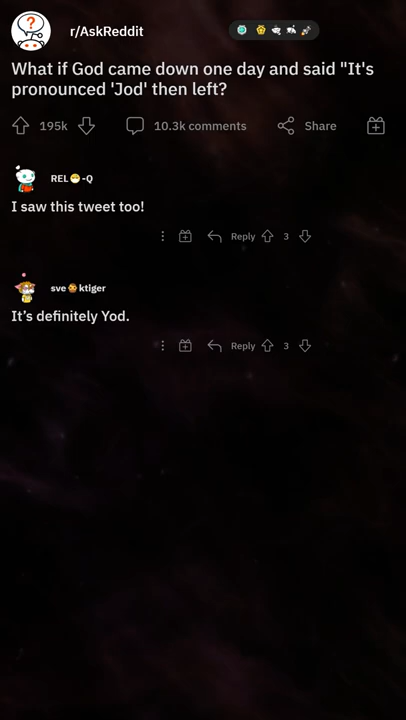 r/AskReddit
What if God came down one day and said "It's
pronounced 'Jod' then left?
195k 10.3k comments Share
REL😷-Q
I saw this tweet too!
Reply 3
sve🤬ktiger
It’s definitely Yod.
Reply 3